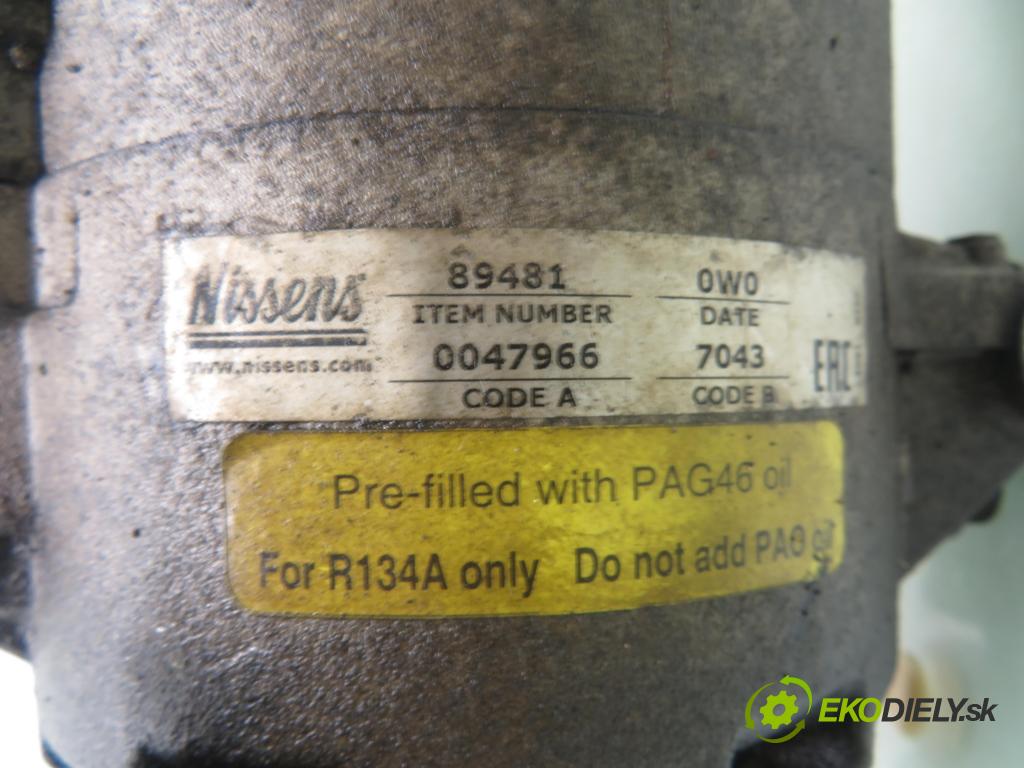 Nissens
www.nissens.com
89481
ITEM NUMBER
0047966
CODE A
0W0
DATE
7043
CODE B
EAC
Pre-filled with PAG46 oil
For R134A only Do not add PAO oil
EKODIELY.sk